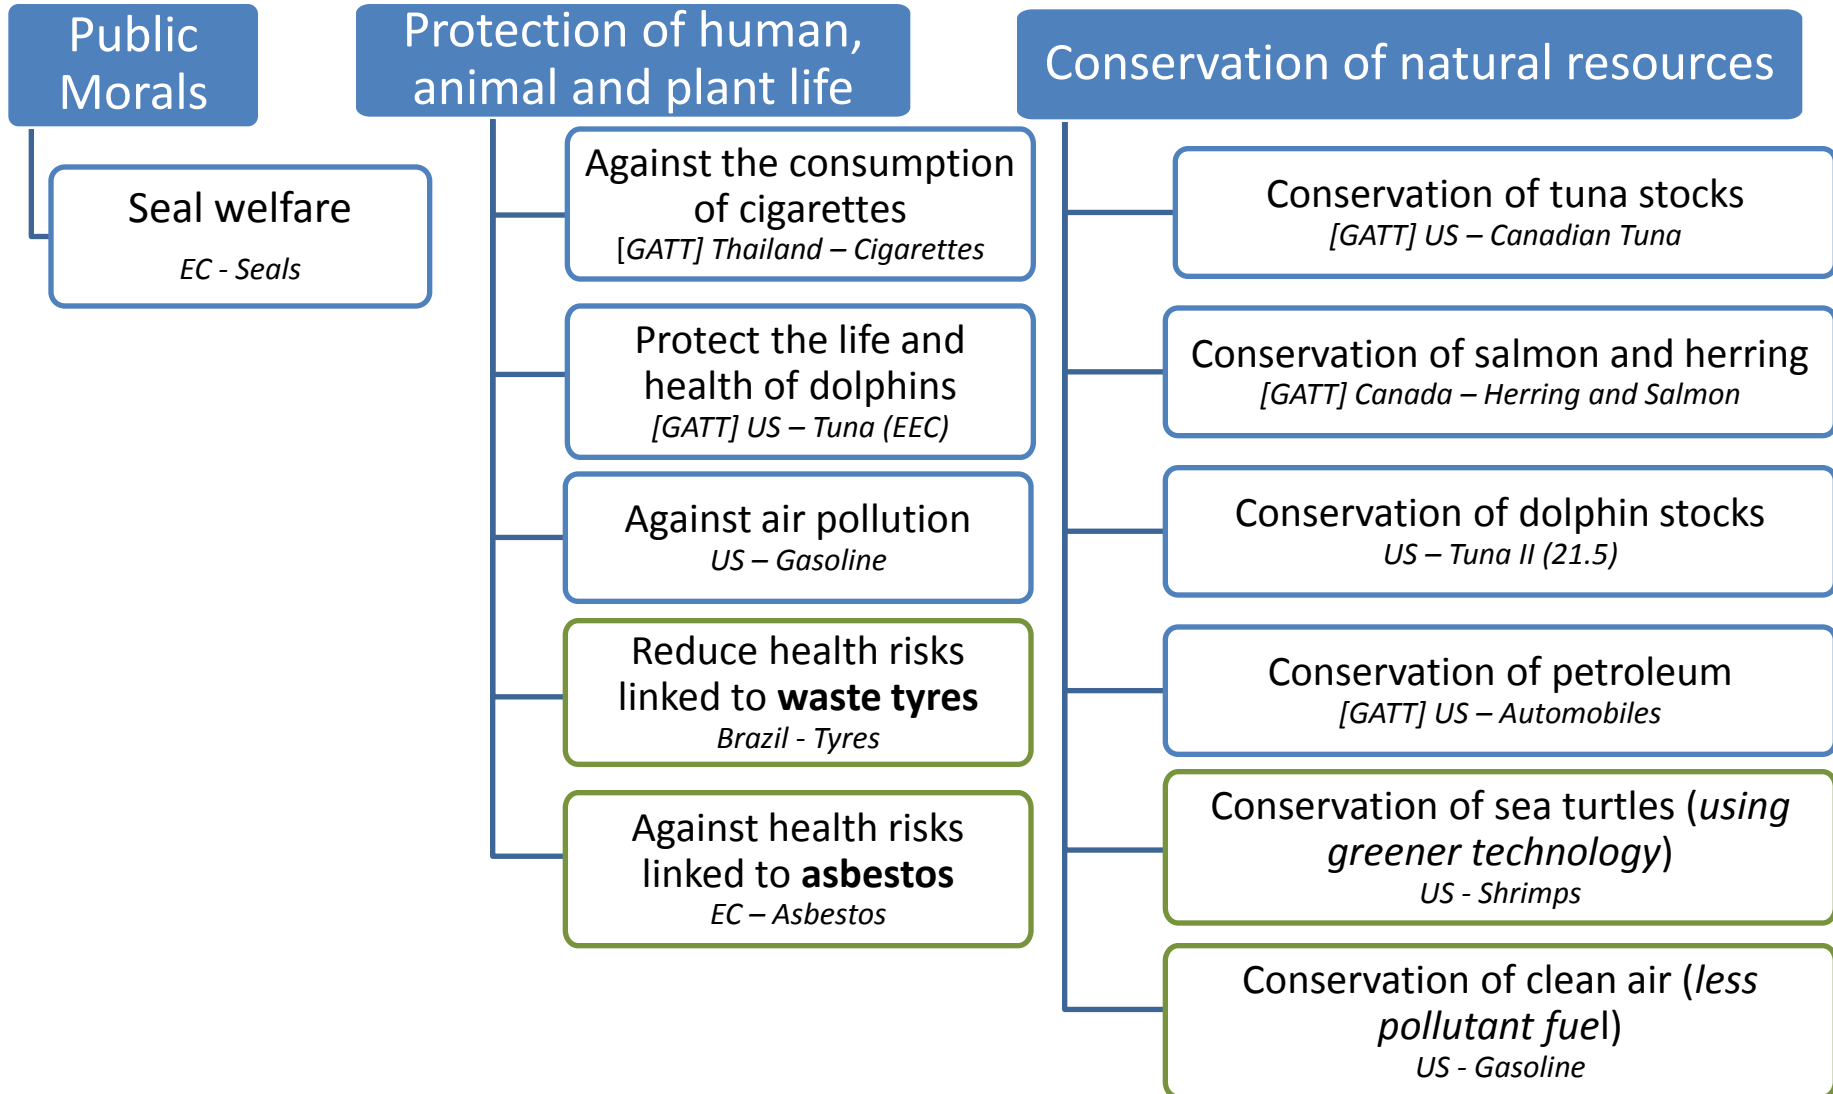 Public
Morals
Seal welfare
EC - Seals
Protection of human,
animal and plant life
Against the consumption
of cigarettes
[GATT] Thailand – Cigarettes
Protect the life and
health of dolphins
[GATT] US – Tuna (EEC)
Against air pollution
US – Gasoline
Reduce health risks
linked to waste tyres
Brazil - Tyres
Against health risks
linked to asbestos
EC – Asbestos
Conservation of natural resources
Conservation of tuna stocks
[GATT] US – Canadian Tuna
Conservation of salmon and herring
[GATT] Canada – Herring and Salmon
Conservation of dolphin stocks
US – Tuna II (21.5)
Conservation of petroleum
[GATT] US – Automobiles
Conservation of sea turtles (using
greener technology)
US - Shrimps
Conservation of clean air (less
pollutant fuel)
US - Gasoline